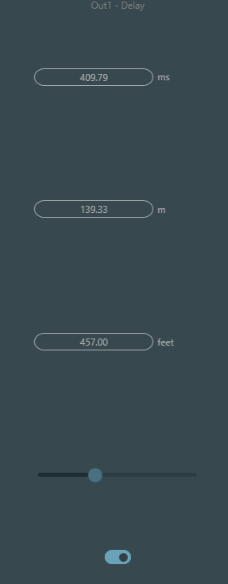 Out1 - Delay
409.79 ms
139.33 m
457.00 feet